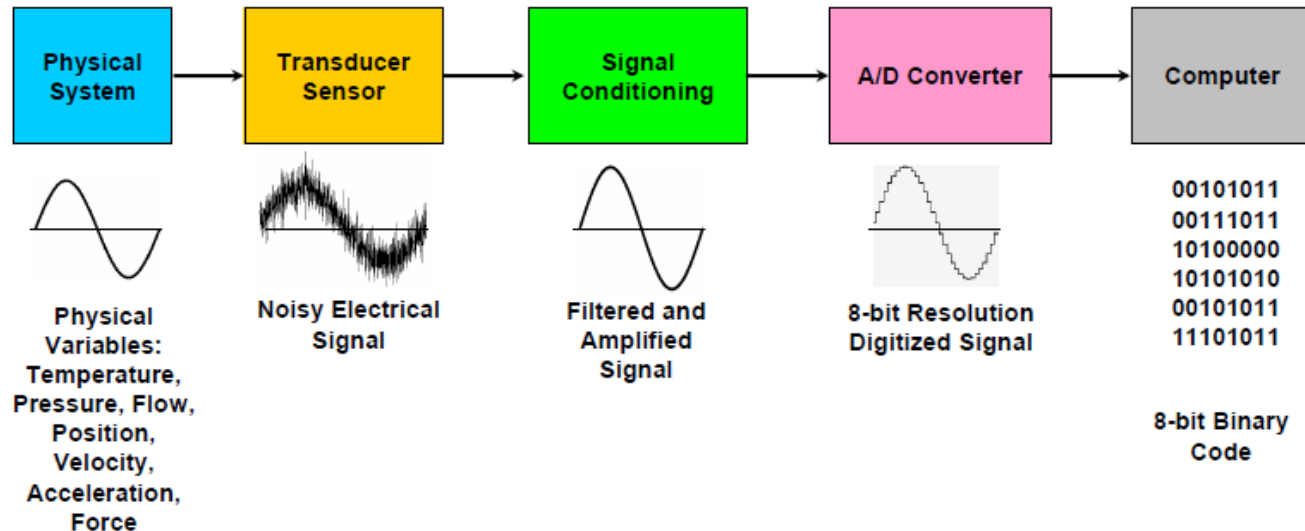 Physical
System
Transducer
Sensor
Signal
Conditioning
A/D Converter
Computer
Physical
Variables:
Temperature,
Pressure, Flow,
Position,
Velocity,
Acceleration,
Force
Noisy Electrical
Signal
Filtered and
Amplified
Signal
8-bit Resolution
Digitized Signal
00101011
00111011
10100000
10101010
00101011
11101011
8-bit Binary
Code